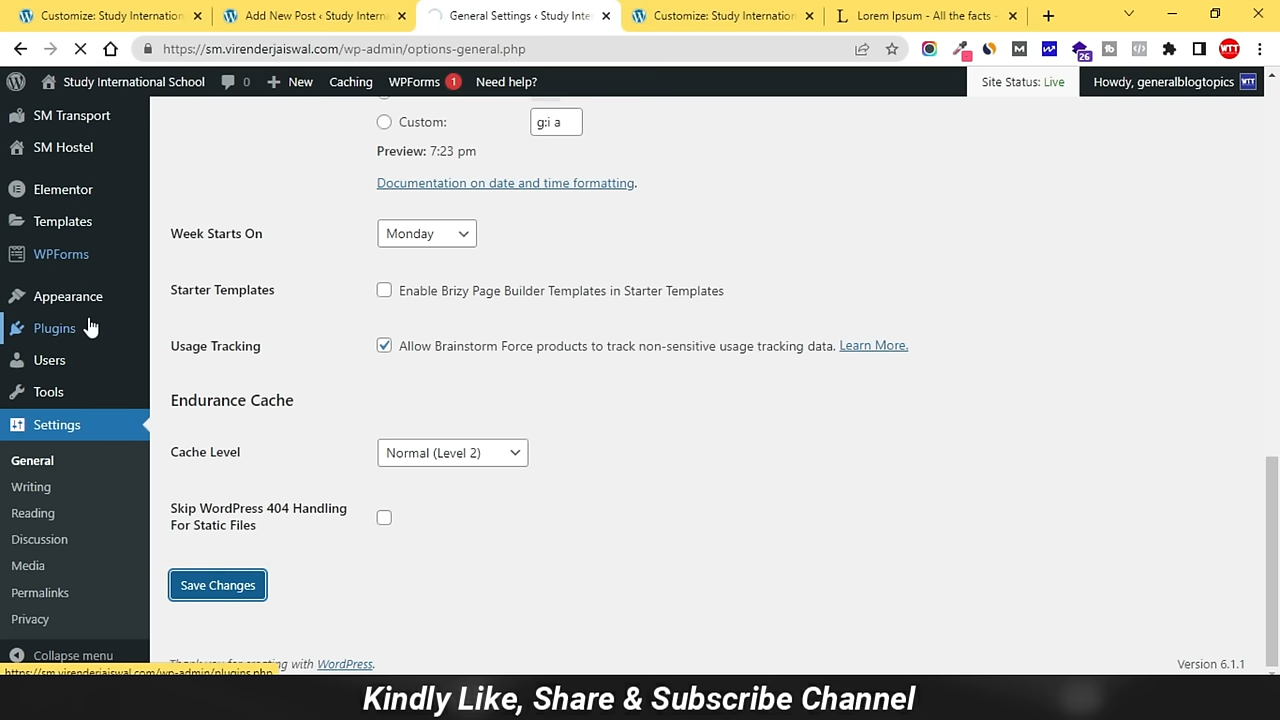 Customize: Study Internation
Add New Post ‹ Study Interna
General Settings ‹ Study Inter
Customize: Study Internation
Lorem Ipsum - All the facts -
https://sm.virenderjaiswal.com/wp-admin/options-general.php
26
WTT
Study International School
0
New
Caching
WPForms 1
Need help?
Site Status: Live
Howdy, generalblogtopics
WTT
SM Transport
SM Hostel
Elementor
Templates
WPForms
Appearance
Plugins
Users
Tools
Settings
General
Writing
Reading
Discussion
Media
Permalinks
Privacy
Collapse menu
Custom:
g:i a
Preview: 7:23 pm
Documentation on date and time formatting.
Week Starts On
Monday
Starter Templates
Enable Brizy Page Builder Templates in Starter Templates
Usage Tracking
Allow Brainstorm Force products to track non-sensitive usage tracking data. Learn More.
Endurance Cache
Cache Level
Normal (Level 2)
Skip WordPress 404 Handling
For Static Files
Save Changes
Thank you for creating with WordPress.
Version 6.1.1
https://sm.virenderjaiswal.com/wp-admin/plugins.php
Kindly Like, Share & Subscribe Channel